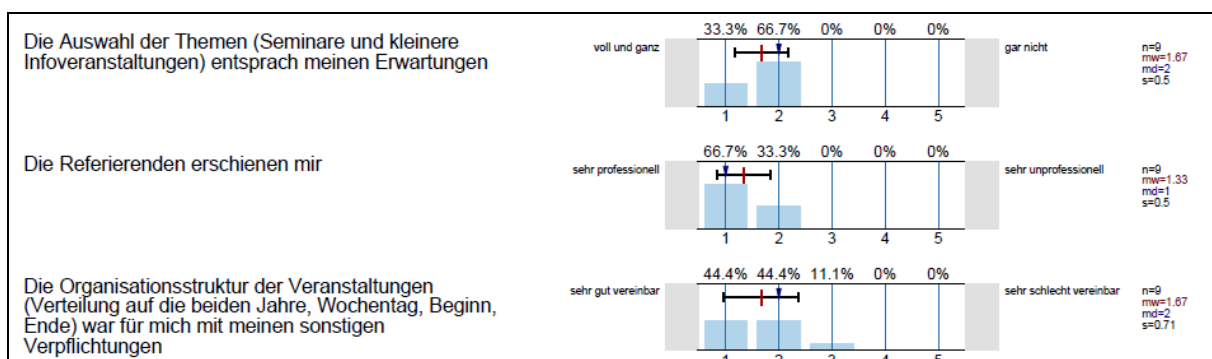 Die Auswahl der Themen (Seminare und kleinere
Infoveranstaltungen) entsprach meinen Erwartungen
33.3% 66.7% 0% 0% 0%
voll und ganz
gar nicht
1 2 3 4 5
n=9
mw=1.67
md=2
s=0.5
Die Referierenden erschienen mir
66.7% 33.3% 0% 0% 0%
sehr professionell
sehr unprofessionell
1 2 3 4 5
n=9
mw=1.33
md=1
s=0.5
Die Organisationsstruktur der Veranstaltungen
(Verteilung auf die beiden Jahre, Wochentag, Beginn,
Ende) war für mich mit meinen sonstigen
Verpflichtungen
44.4% 44.4% 11.1% 0% 0%
sehr gut vereinbar
sehr schlecht vereinbar
1 2 3 4 5
n=9
mw=1.67
md=2
s=0.71